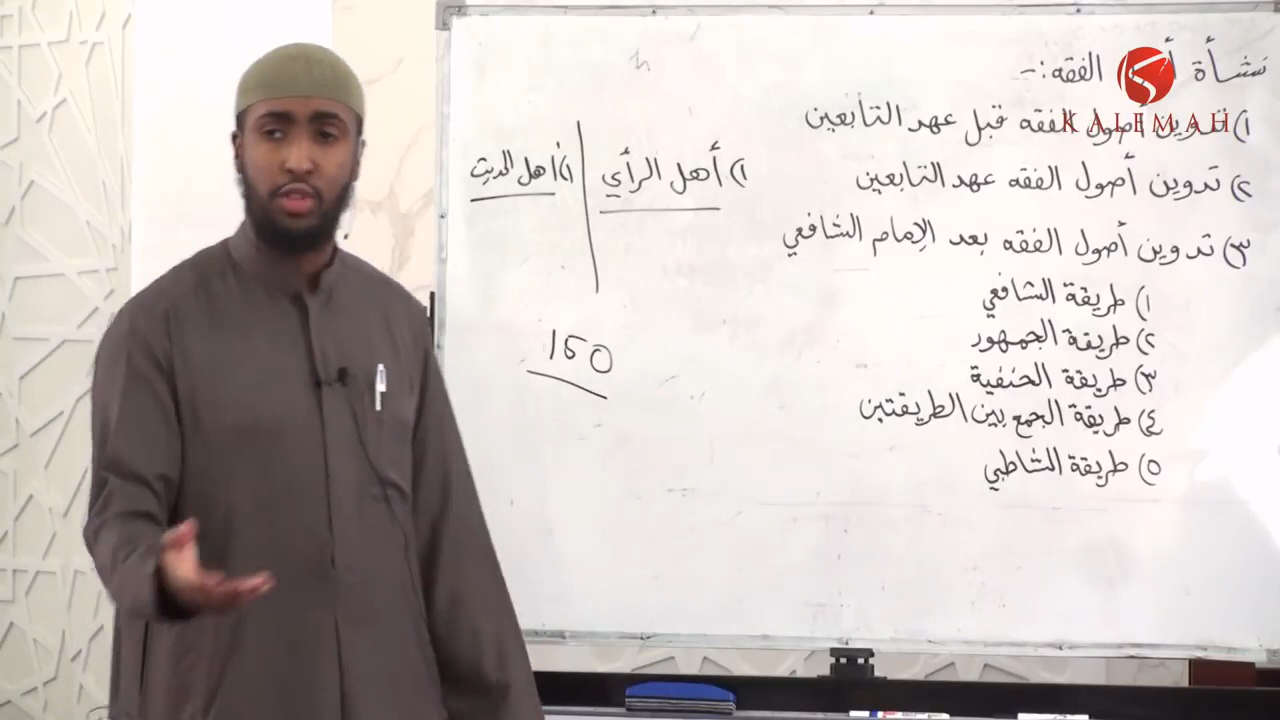 نشأة أ الفقه :-
١) تدوين أصول الفقه قبل عهد التابعين
٢) تدوين أصول الفقه عهد التابعين
٣) تدوين أصول الفقه بعد الإمام الشافعي
١) طريقة الشافعي
٢) طريقة الجمهور
٣) طريقة الحنفية
٤) طريقة الجمع بين الطريقتين
٥) طريقة الشاطبي
١) أهل الرأي
١) أهل الحديث
150
KALEMAH